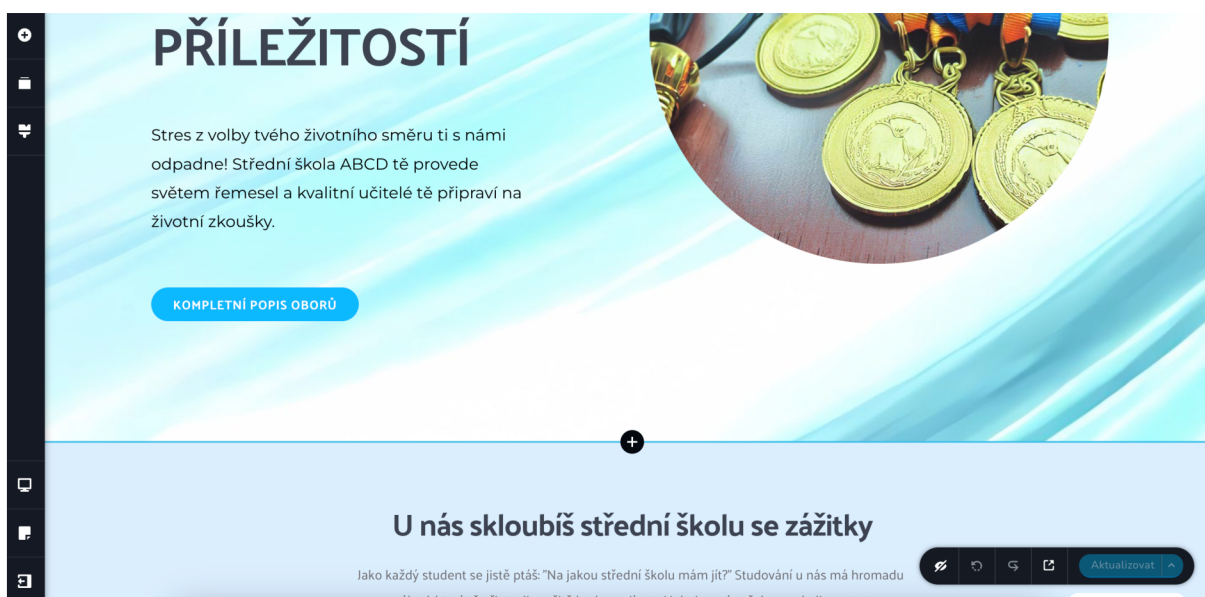 PŘÍLEŽITOSTÍ
Stres z volby tvého životního směru ti s námi
odpadne! Střední škola ABCD tě provede
světem řemesel a kvalitní učitelé tě připraví na
životní zkoušky.
KOMPLETNÍ POPIS OBORŮ
U nás skloubíš střední školu se zážitky
Jako každý student se jistě ptáš: "Na jakou střední školu mám jít?" Studování u nás má hromadu
Aktualizovat